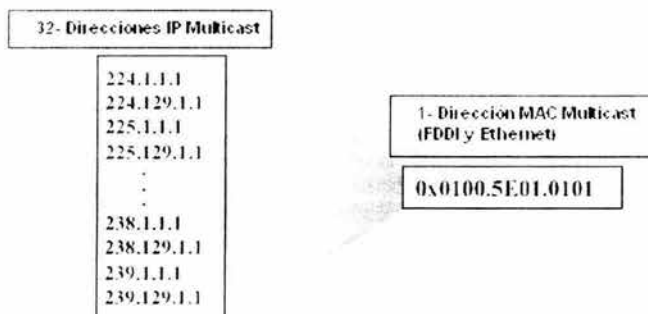 32- Direcciones IP Multicast
224.1.1.1
224.129.1.1
225.1.1.1
225.129.1.1
.
.
.
238.1.1.1
238.129.1.1
239.1.1.1
239.129.1.1
1- Dirección MAC Multicast
(FDDI y Ethernet)
0x0100.5E01.0101